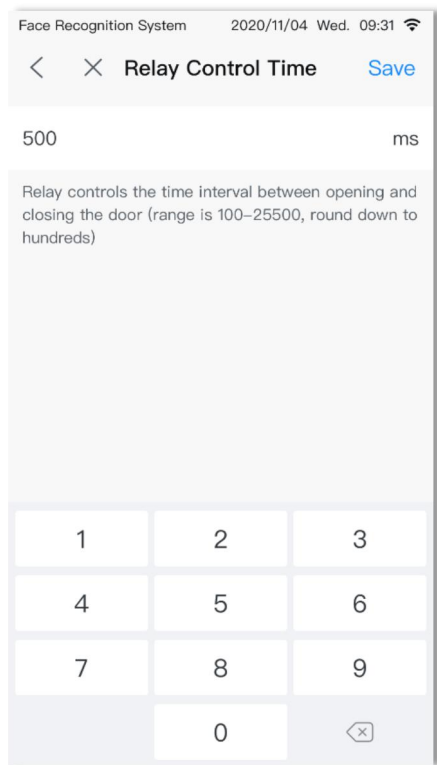 Face Recognition System 2020/11/04 Wed. 09:31
Relay Control Time Save
500 ms
Relay controls the time interval between opening and
closing the door (range is 100–25500, round down to
hundreds)
1 2 3
4 5 6
7 8 9
0